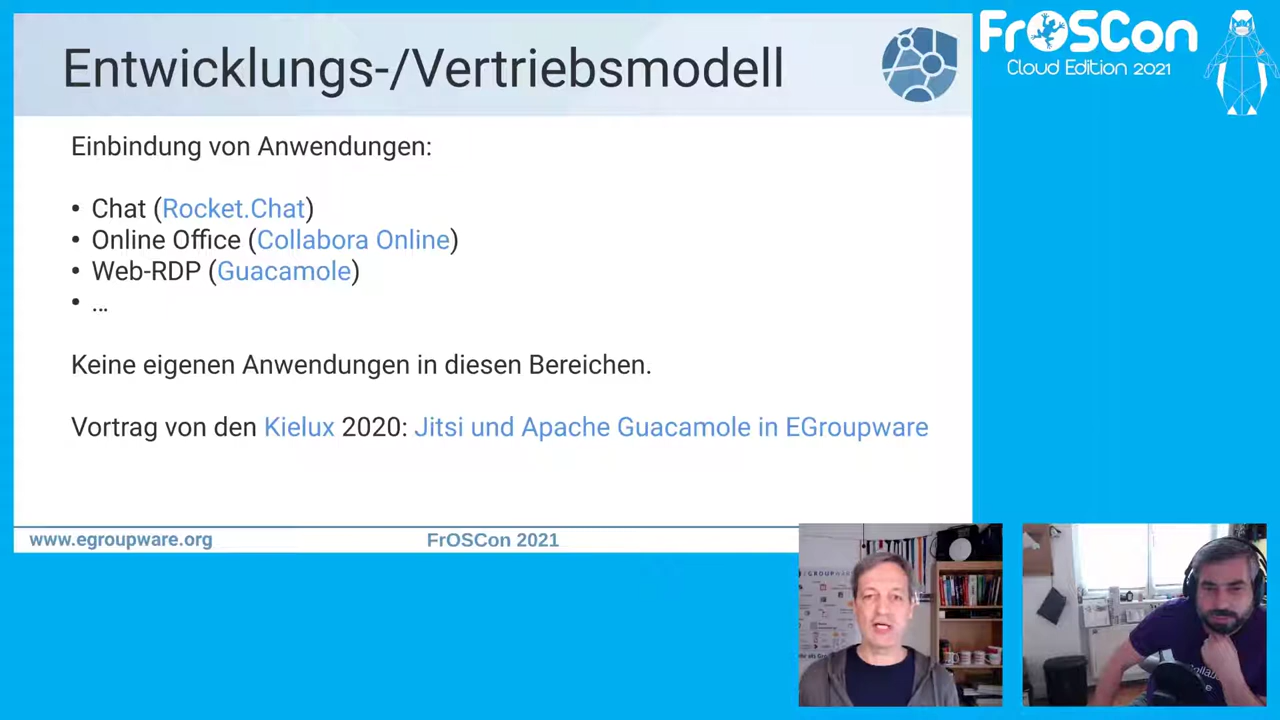 Entwicklungs-/Vertriebsmodell
FrOSCon
Cloud Edition 2021
Einbindung von Anwendungen:
• Chat (Rocket.Chat)
• Online Office (Collabora Online)
• Web-RDP (Guacamole)
• ...
Keine eigenen Anwendungen in diesen Bereichen.
Vortrag von den Kielux 2020: Jitsi und Apache Guacamole in EGroupware
www.egroupware.org
FrOSCon 2021